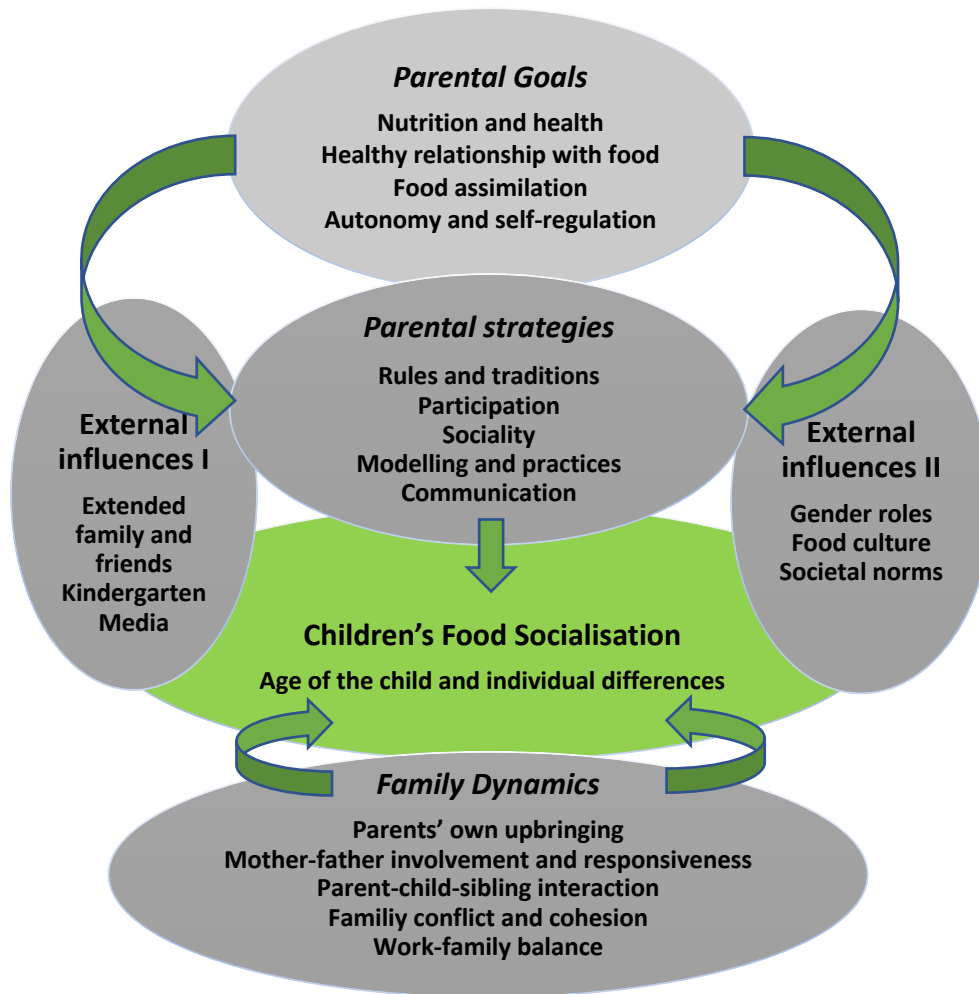 Parental Goals
Nutrition and health
Healthy relationship with food
Food assimilation
Autonomy and self-regulation
Parental strategies
Rules and traditions
Participation
Sociality
Modelling and practices
Communication
External
influences I
Extended
family and
friends
Kindergarten
Media
External
influences II
Gender roles
Food culture
Societal norms
Children’s Food Socialisation
Age of the child and individual differences
Family Dynamics
Parents’ own upbringing
Mother-father involvement and responsiveness
Parent-child-sibling interaction
Familiy conflict and cohesion
Work-family balance